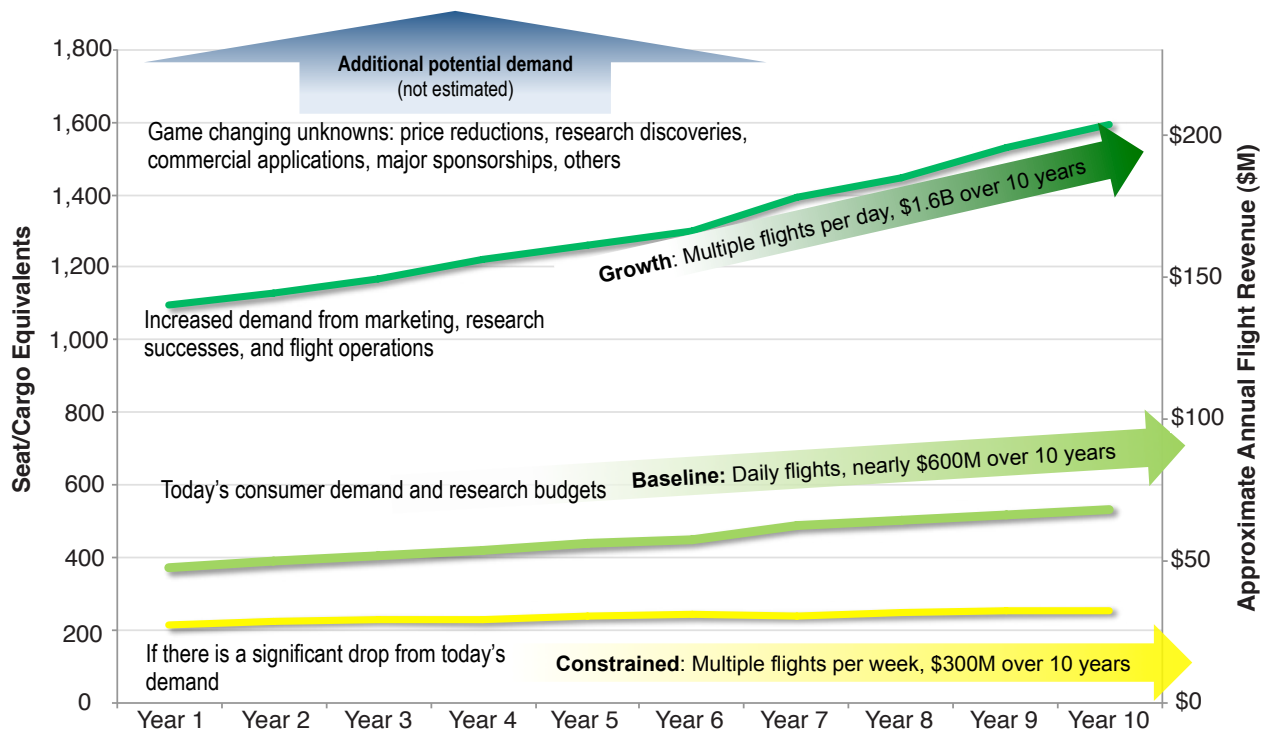 Additional potential demand
(not estimated)
1,800
1,600
1,400
1,200
1,000
800
600
400
200
0
Seat/Cargo Equivalents
Game changing unknowns: price reductions, research discoveries,
commercial applications, major sponsorships, others
Growth: Multiple flights per day, $1.6B over 10 years
Increased demand from marketing, research
successes, and flight operations
Baseline: Daily flights, nearly $600M over 10 years
Today’s consumer demand and research budgets
If there is a significant drop from today’s
demand
Constrained: Multiple flights per week, $300M over 10 years
$200
$150
$100
$50
$0
Approximate Annual Flight Revenue ($M)
Year 1
Year 2
Year 3
Year 4
Year 5
Year 6
Year 7
Year 8
Year 9
Year 10